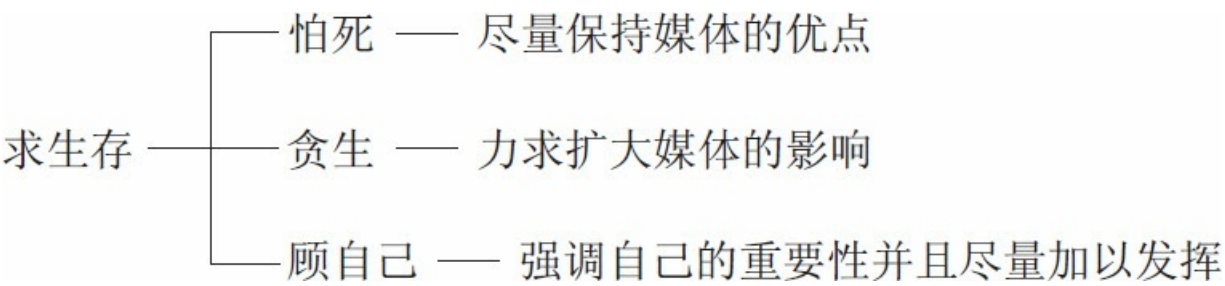 怕死 — 尽量保持媒体的优点
求生存 — 贪生 — 力求扩大媒体的影响
顾自己 — 强调自己的重要性并且尽量加以发挥